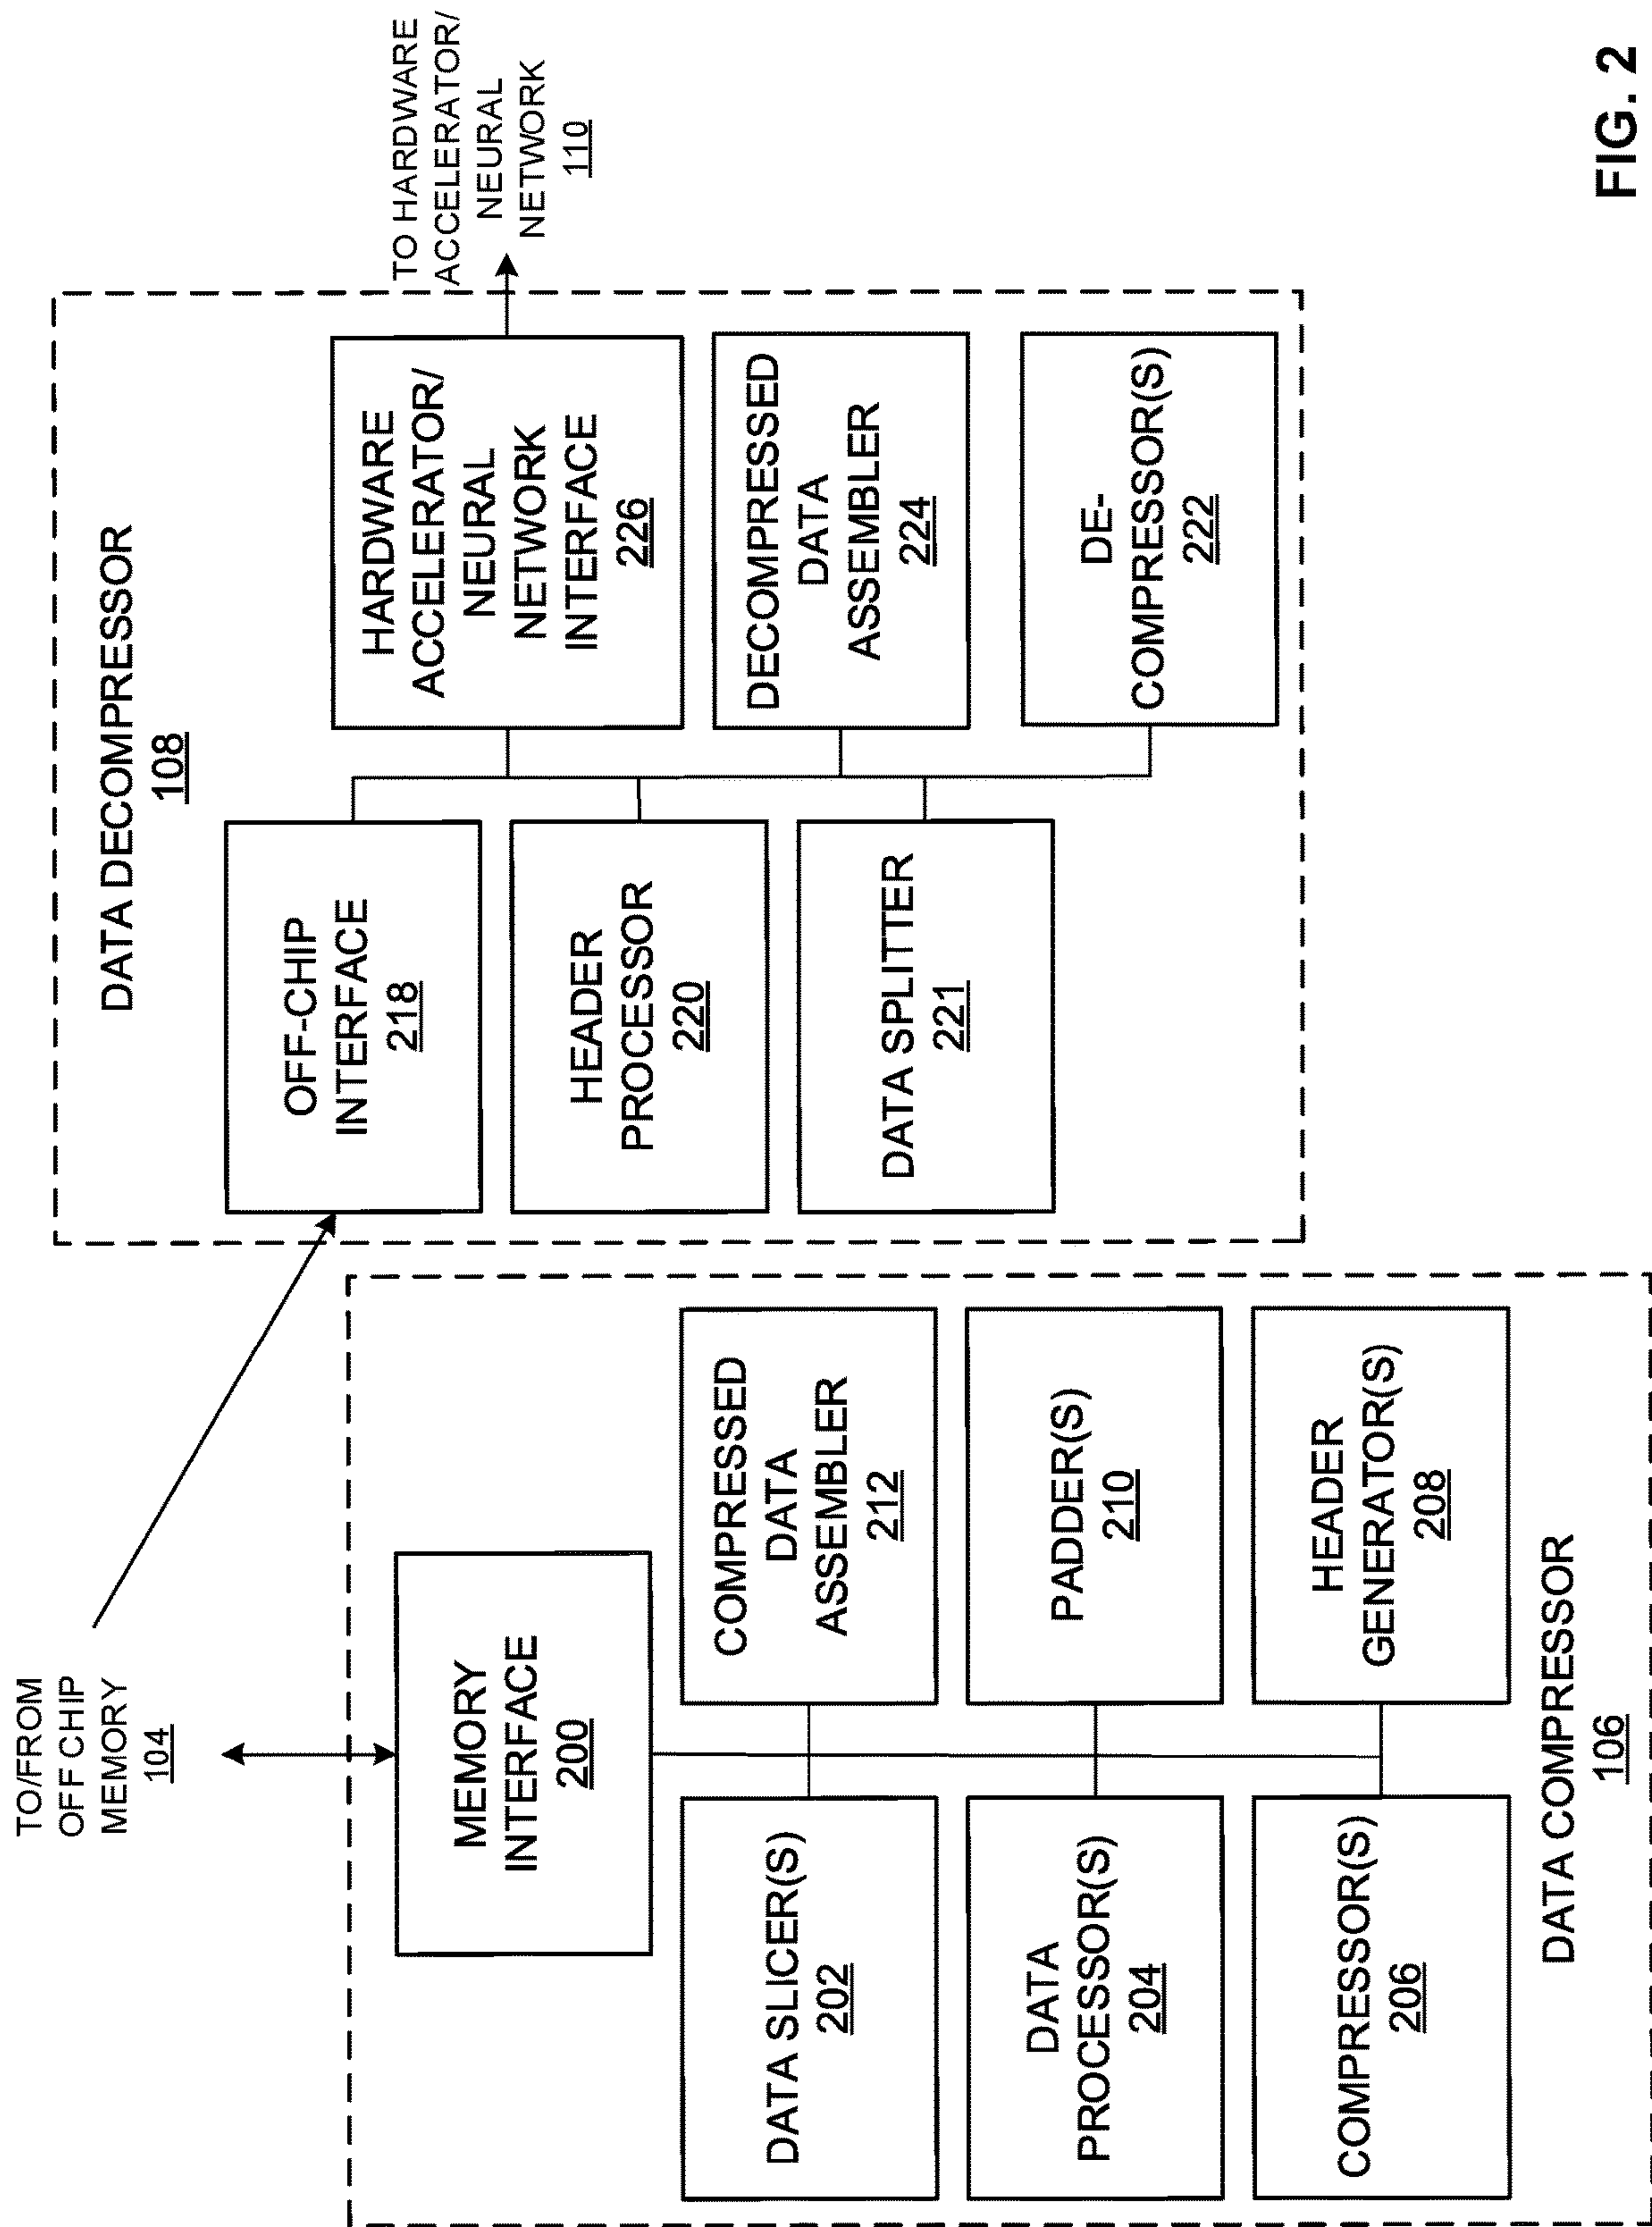 TO/FROM
OFF CHIP
MEMORY
104
MEMORY
INTERFACE
200
DATA SLICER(S)
202
COMPRESSED
DATA
ASSEMBLER
212
DATA
PROCESSOR(S)
204
PADDER(S)
210
COMPRESSOR(S)
206
HEADER
GENERATOR(S)
208
DATA COMPRESSOR
106
DATA DECOMPRESSOR
108
OFF-CHIP
INTERFACE
218
HARDWARE
ACCELERATOR/
NEURAL
NETWORK
INTERFACE
226
HEADER
PROCESSOR
220
DECOMPRESSED
DATA
ASSEMBLER
224
DATA SPLITTER
221
DE-
COMPRESSOR(S)
222
TO HARDWARE
ACCELERATOR/
NEURAL
NETWORK
110
FIG. 2